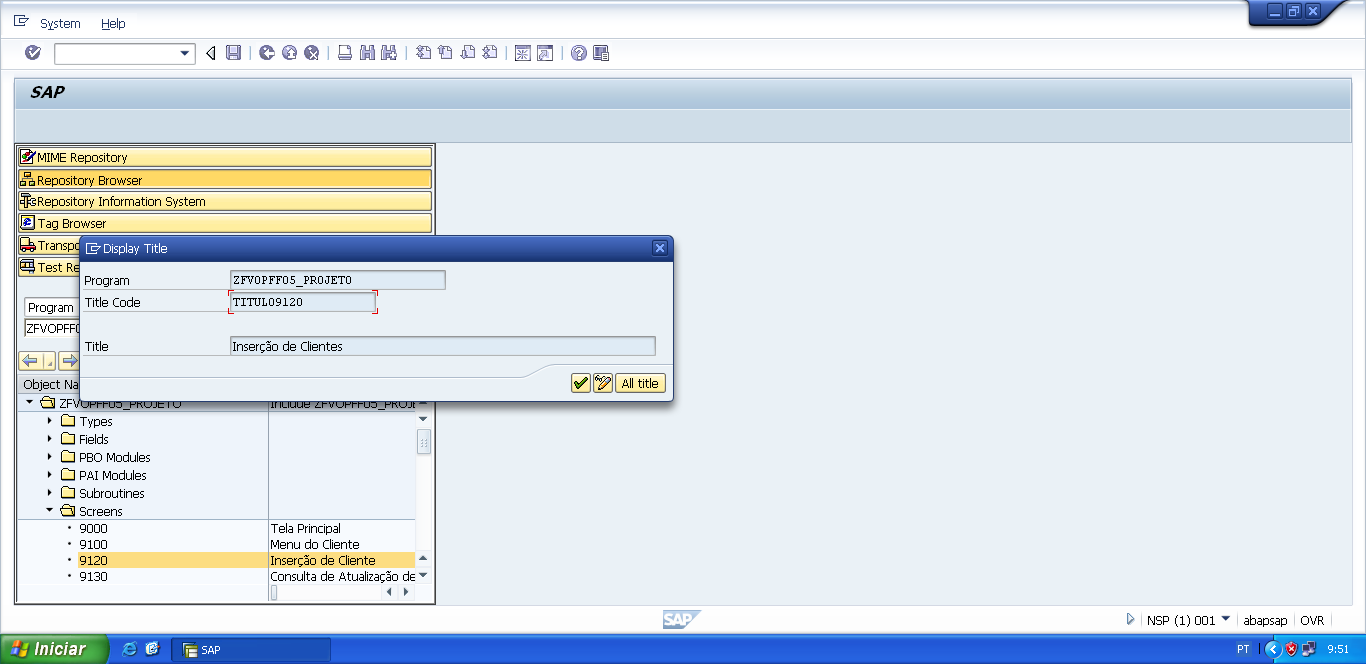 System Help
SAP
MIME Repository
Repository Browser
Repository Information System
Tag Browser
Transpo
Test Re
Program
ZFVOPFF0
Object Na
Display Title
Program ZFVOPFF05_PROJETO
Title Code TITULO9120
Title Inserção de Clientes
All title
ZFVOPFF05_PROJETO Include ZFVOPFF05_PROJE
Types
Fields
PBO Modules
PAI Modules
Subroutines
Screens
9000 Tela Principal
9100 Menu do Cliente
9120 Inserção de Cliente
9130 Consulta de Atualização de
SAP
NSP (1) 001 abapsap OVR
Iniciar SAP PT 9:51